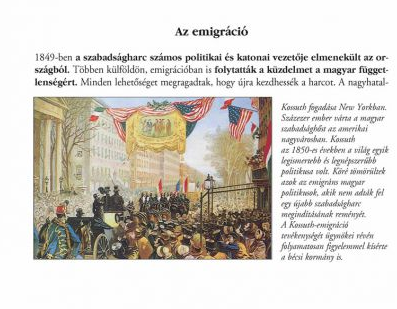 Az emigráció
1849-ben a szabadságharc számos politikai és katonai vezetője elmenekült az or-
szágból. Többen külföldön, emigrációban is folytatták a küzdelmet a magyar függet-
lenségért. Minden lehetőséget megragadtak, hogy újra kezdhessék a harcot. A nagyhatal-
Kossuth fogadása New Yorkban.
Százezer ember várta a magyar
szabadsághőst az amerikai
nagyvárosban. Kossuth
az 1850-es években a világ egyik
legismertebb és legnépszerűbb
politikusa volt. Köré tömörültek
azok az emigráns magyar
politikusok, akik nem adták fel
egy újabb szabadságharc
megindításának reményét.
A Kossuth-emigráció
tevékenységét ügynökei révén
folyamatosan figyelemmel kísérte
a bécsi kormány is.